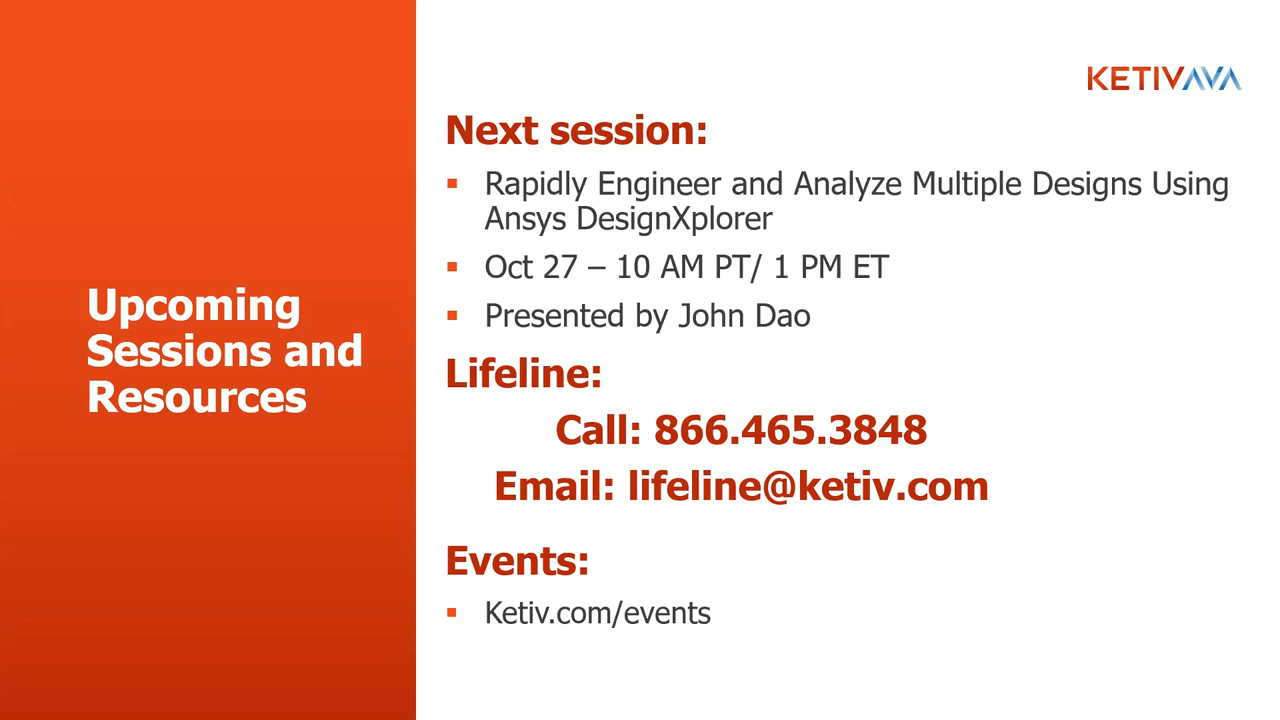 KETIVAVA
Upcoming
Sessions and
Resources
Next session:
▪ Rapidly Engineer and Analyze Multiple Designs Using
Ansys DesignXplorer
▪ Oct 27 – 10 AM PT/ 1 PM ET
▪ Presented by John Dao
Lifeline:
Call: 866.465.3848
Email: lifeline@ketiv.com
Events:
▪ Ketiv.com/events